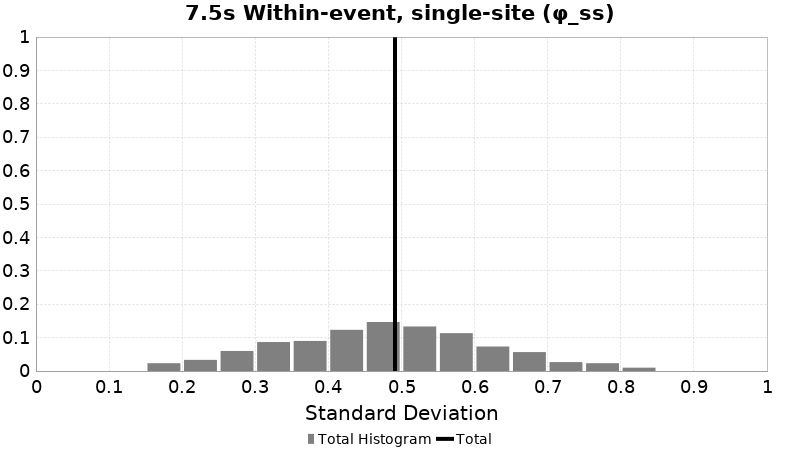 7.5s Within-event, single-site (φ_ss)
1
0.9
0.8
0.7
0.6
0.5
0.4
0.3
0.2
0.1
0
0 0.1 0.2 0.3 0.4 0.5 0.6 0.7 0.8 0.9 1
Standard Deviation
Total Histogram Total